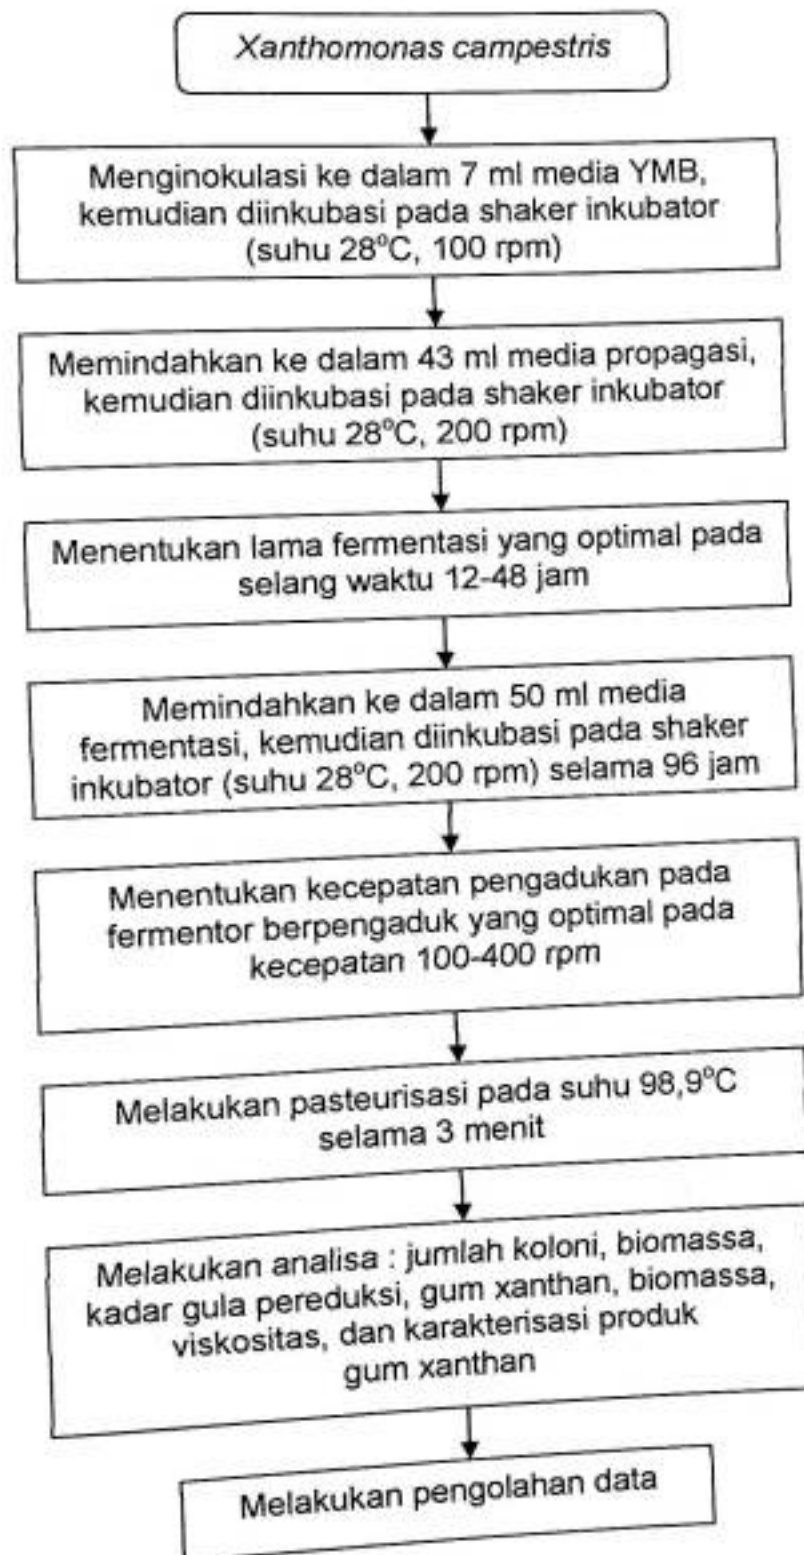 Xanthomonas campestris
Menginokulasi ke dalam 7 ml media YMB,
kemudian diinkubasi pada shaker inkubator
(suhu 28°C, 100 rpm)
Memindahkan ke dalam 43 ml media propagasi,
kemudian diinkubasi pada shaker inkubator
(suhu 28°C, 200 rpm)
Menentukan lama fermentasi yang optimal pada
selang waktu 12-48 jam
Memindahkan ke dalam 50 ml media
fermentasi, kemudian diinkubasi pada shaker
inkubator (suhu 28°C, 200 rpm) selama 96 jam
Menentukan kecepatan pengadukan pada
fermentor berpengaduk yang optimal pada
kecepatan 100-400 rpm
Melakukan pasteurisasi pada suhu 98,9°C
selama 3 menit
Melakukan analisa : jumlah koloni, biomassa,
kadar gula pereduksi, gum xanthan, biomassa,
viskositas, dan karakterisasi produk
gum xanthan
Melakukan pengolahan data